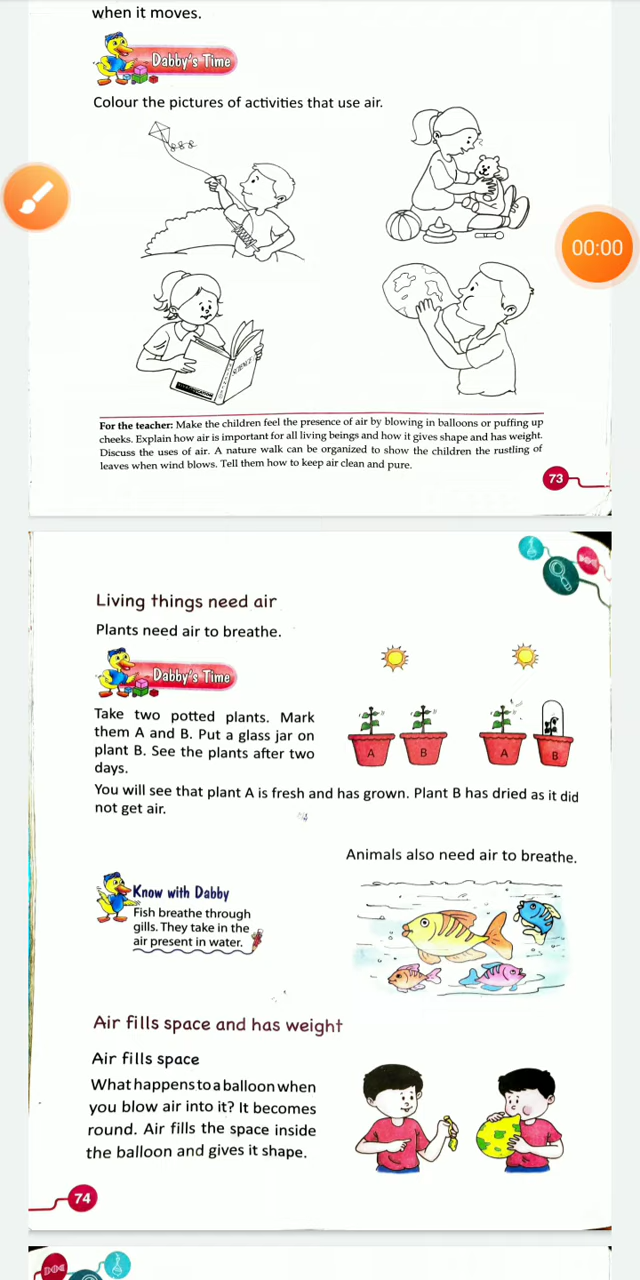 when it moves.
Dabby's Time
Colour the pictures of activities that use air.
00:00
SCIENCE
For the teacher: Make the children feel the presence of air by blowing in balloons or puffing up
cheeks. Explain how air is important for all living beings and how it gives shape and has weight.
Discuss the uses of air. A nature walk can be organized to show the children the rustling of
leaves when wind blows. Tell them how to keep air clean and pure.
73
Living things need air
Plants need air to breathe.
Dabby's Time
Take two potted plants. Mark
them A and B. Put a glass jar on
plant B. See the plants after two
days.
A B A B
You will see that plant A is fresh and has grown. Plant B has dried as it did
not get air.
Animals also need air to breathe.
Know with Dabby
Fish breathe through
gills. They take in the
air present in water.
Air fills space and has weight
Air fills space
What happens to a balloon when
you blow air into it? It becomes
round. Air fills the space inside
the balloon and gives it shape.
74